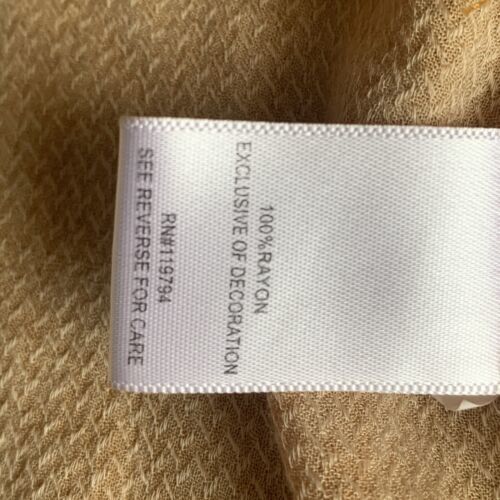 100%RAYON
EXCLUSIVE OF DECORATION
RN#119794
SEE REVERSE FOR CARE